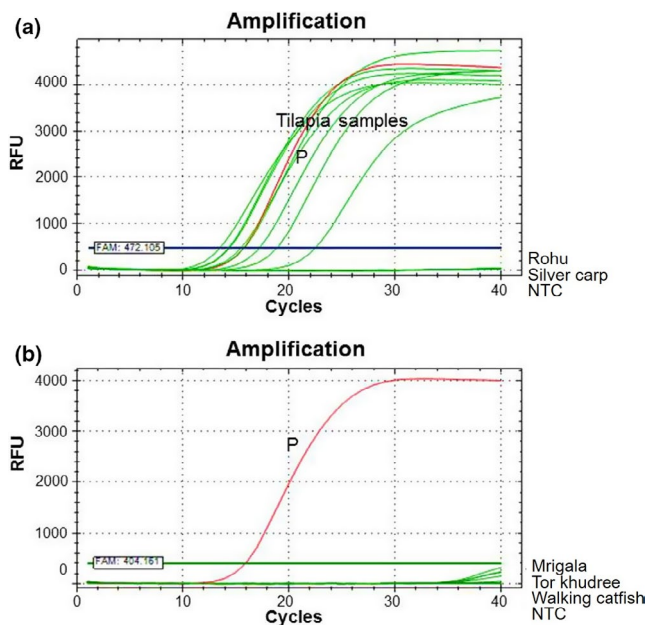 (a)
Amplification
4000
3000
2000
1000
0
RFU
Tilapia samples
P
FAM: 472.105
0 10 20 30 40
Cycles
Rohu
Silver carp
NTC
(b)
Amplification
4000
3000
2000
1000
0
RFU
P
FAM: 404.161
0 10 20 30 40
Cycles
Mrigala
Tor khudree
Walking catfish
NTC